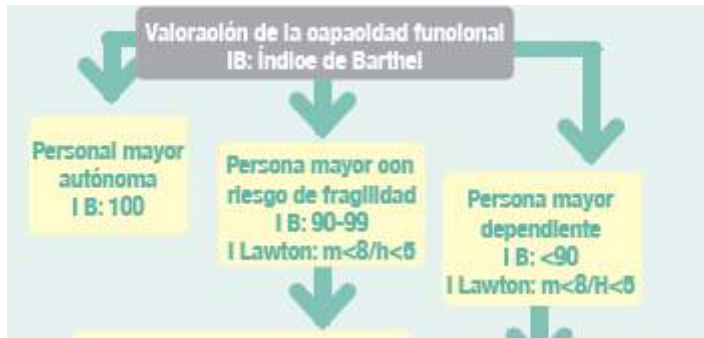 Valoración de la capacidad funcional
IB: Índice de Barthel
Personal mayor
autónoma
I B: 100
Persona mayor con
riesgo de fragilidad
I B: 90-99
I Lawton: m<8/h<5
Persona mayor
dependiente
I B: <90
I Lawton: m<8/H<5